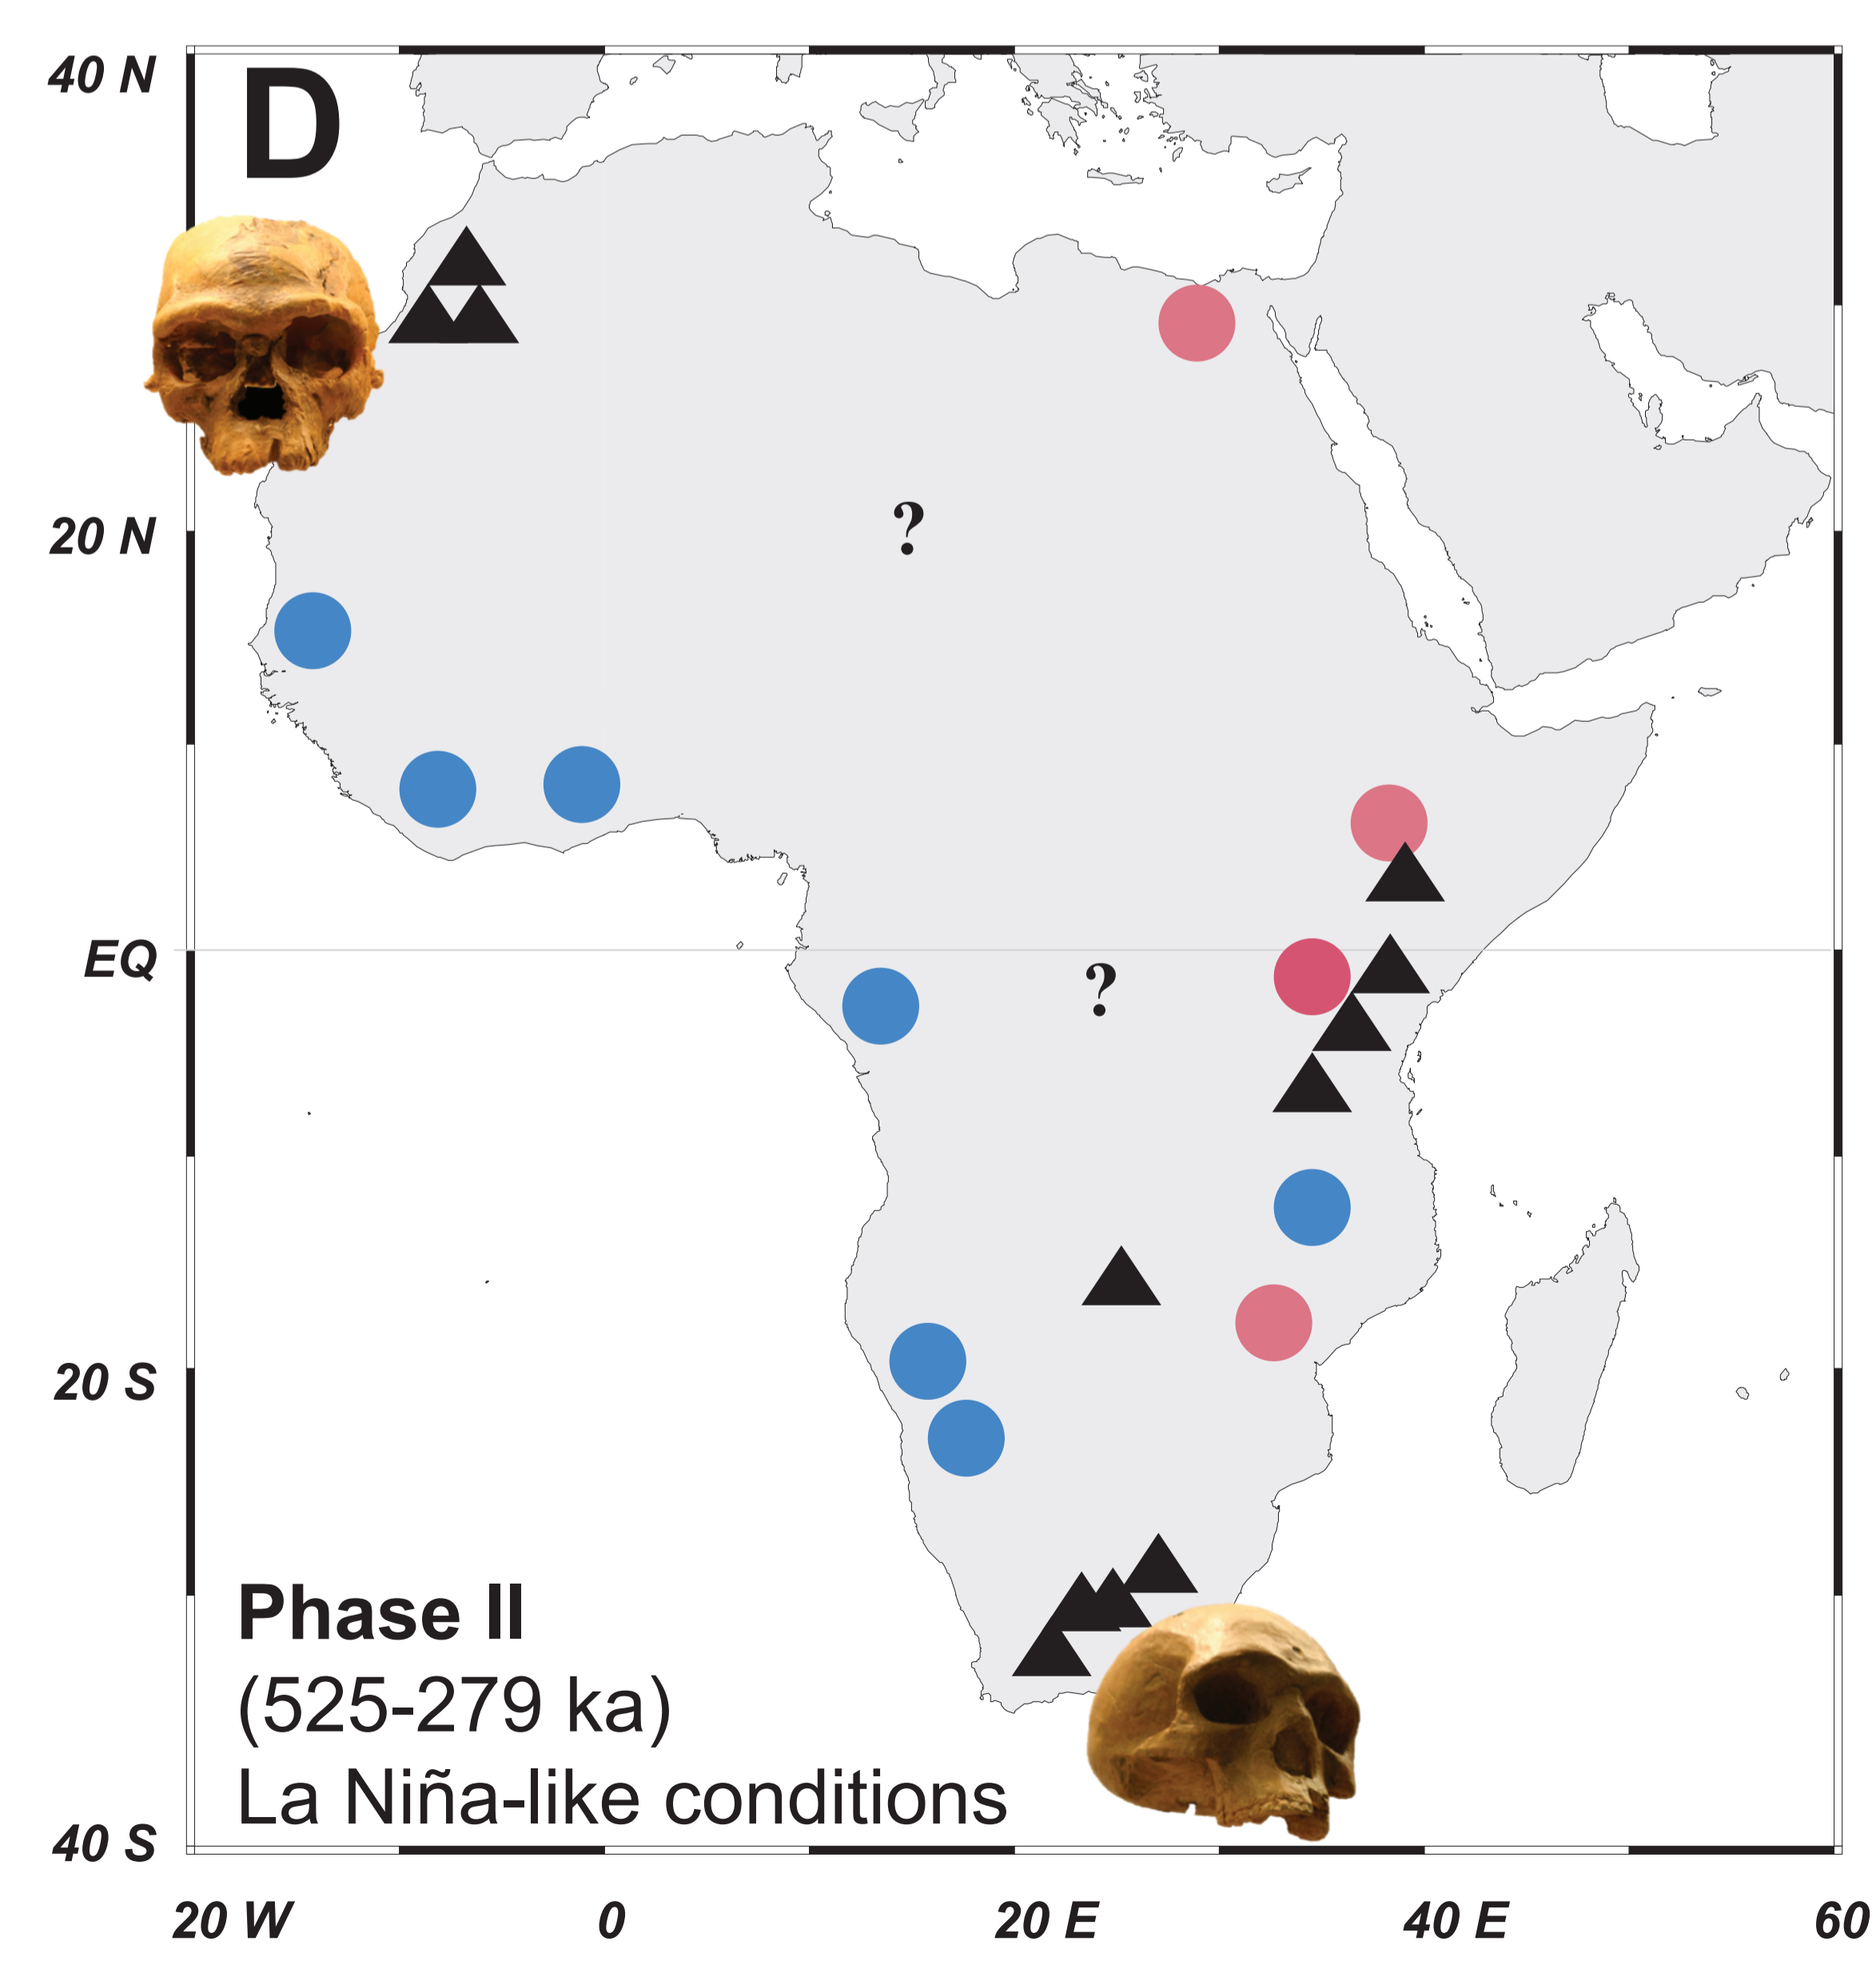 40 N
D
?
20 N
EQ
?
20 S
Phase II
(525-279 ka)
La Niña-like conditions
40 S
20 W 0 20 E 40 E 60